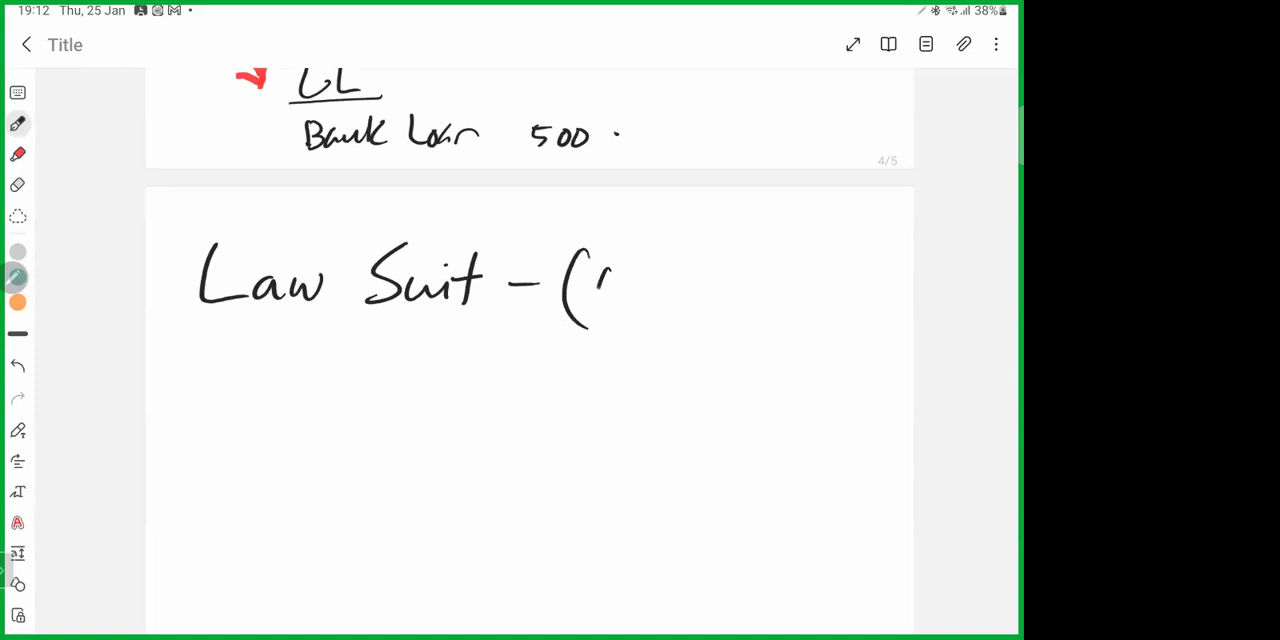 19:12 Thu, 25 Jan 38%
Title
CL
Bank Loan 500
4/5
Law Suit - (